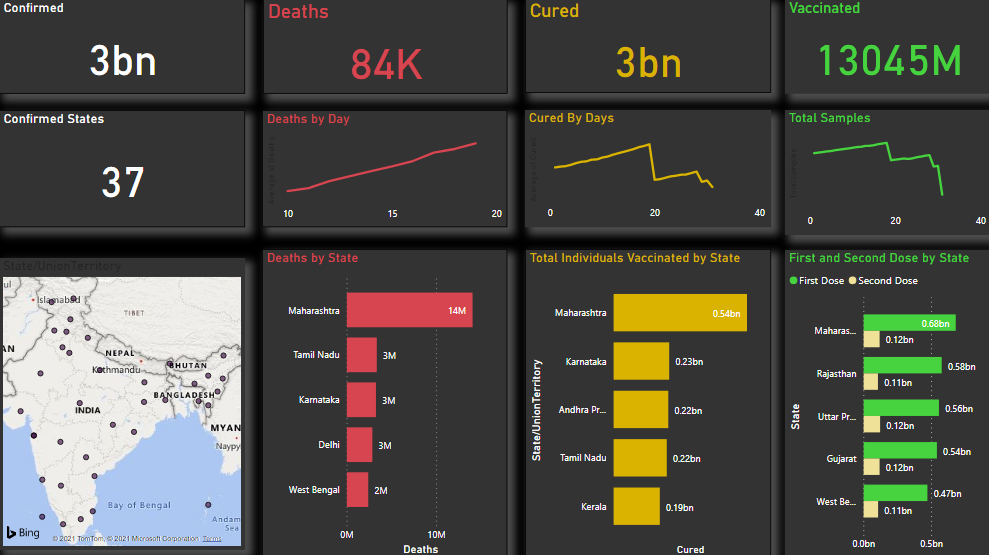 Confirmed
3bn
Deaths
84K
Cured
3bn
Vaccinated
13045M
Confirmed States
37
Deaths by Day
Average of Deaths
10
15
20
Cured By Days
Average of Cured
0
20
40
Total Samples
0
20
40
State/UnionTerritory
Islamabad
TIBET
NEPAL
Kathmandu
BHUTAN
BANGLADESH
INDIA
MYAN
Naypy
Bay of Bengal
Andam
Sea
Bing
© 2021 TomTom, © 2021 Microsoft Corporation Terms
Deaths by State
Maharashtra
14M
Tamil Nadu
3M
Karnataka
3M
Delhi
3M
West Bengal
2M
0M
10M
Deaths
Total Individuals Vaccinated by State
State/UnionTerritory
Maharashtra
0.54bn
Karnataka
0.23bn
Andhra Pr...
0.22bn
Tamil Nadu
0.22bn
Kerala
0.19bn
Cured
First and Second Dose by State
First Dose
Second Dose
State
Maharas...
0.68bn
0.12bn
Rajasthan
0.58bn
0.11bn
Uttar Pr...
0.56bn
0.12bn
Gujarat
0.54bn
0.12bn
West Be...
0.47bn
0.11bn
0.0bn
0.5bn